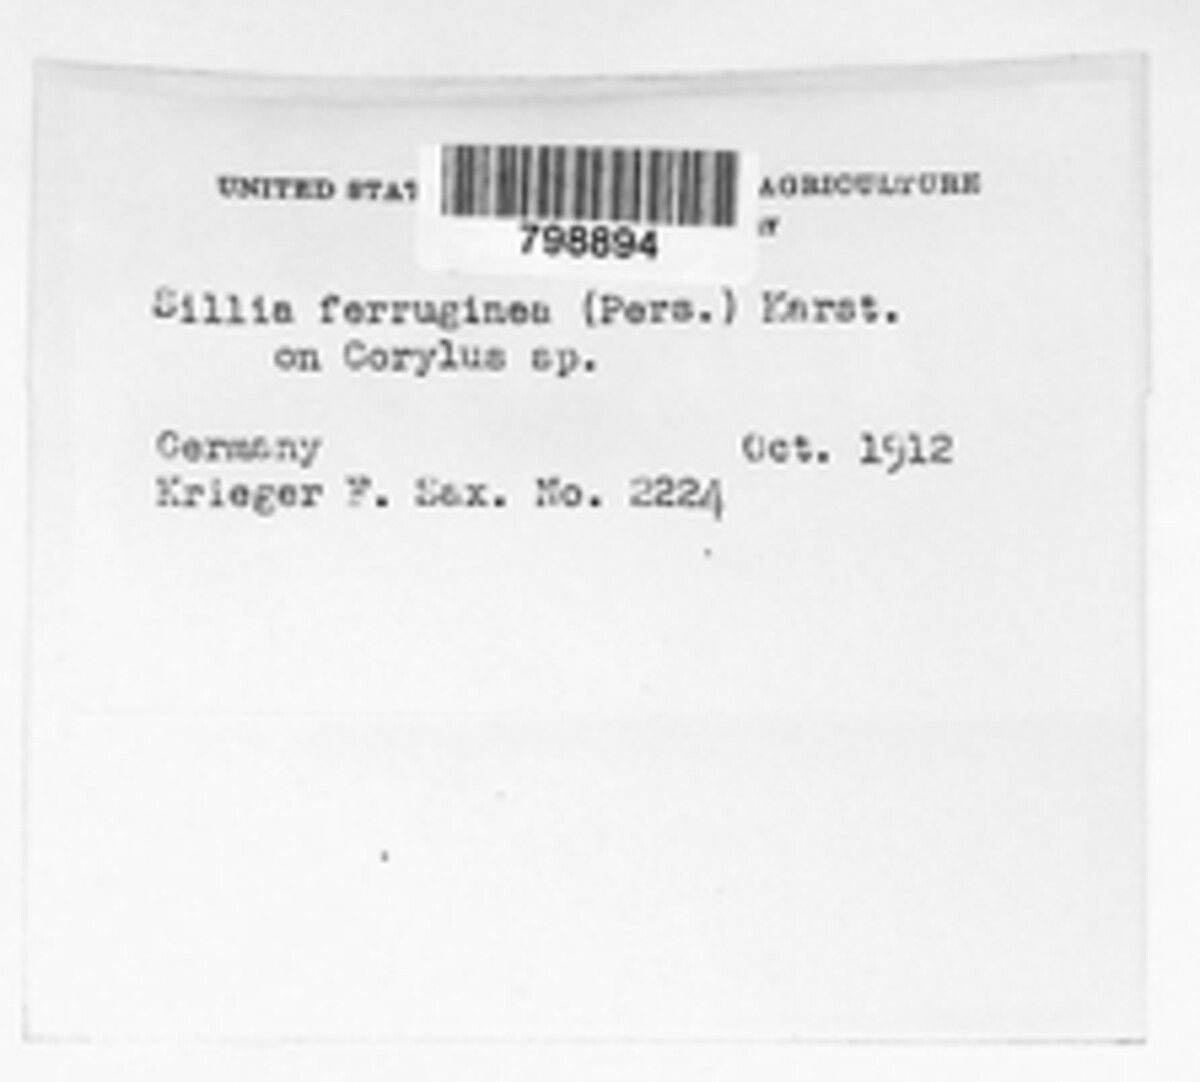 UNITED STAT AGRICULTURE
798894
Sillia ferruginea (Pers.) Karst.
on Corylus sp.
Germany Oct. 1912
Krieger F. Sax. No. 2224